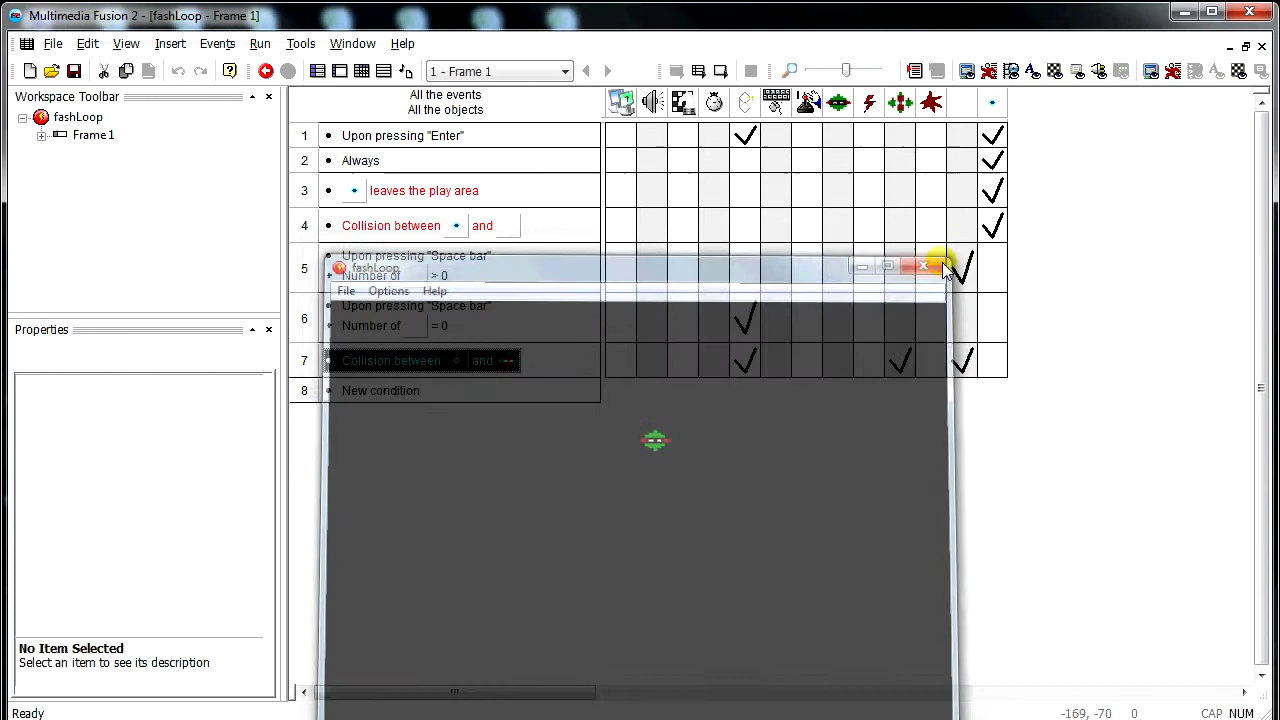 Multimedia Fusion 2 - [fashLoop - Frame 1]
File Edit View Insert Events Run Tools Window Help
1 - Frame 1
Workspace Toolbar
fashLoop
Frame 1
All the events
All the objects
1 Upon pressing "Enter"
2 Always
3 leaves the play area
4 Collision between and
5 Upon pressing "Space bar"
Number of > 0
fashLoop
File Options Help
6 Upon pressing "Space bar"
Number of = 0
7 Collision between and
8 New condition
Properties
No Item Selected
Select an item to see its description
Ready
-169, -70 0 CAP NUM